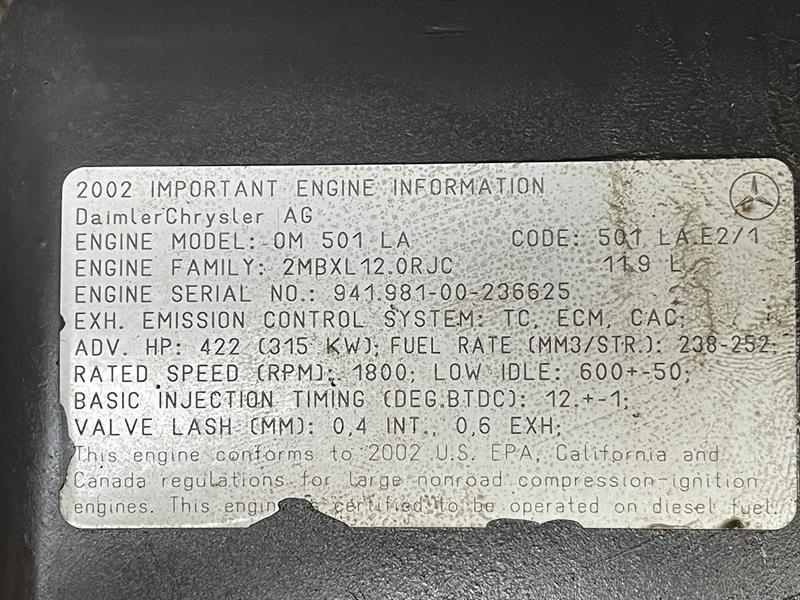 2002 IMPORTANT ENGINE INFORMATION
DaimlerChrysler AG
ENGINE MODEL: OM 501 LA CODE: 501 LA.E2/1
ENGINE FAMILY: 2MBXL12.0RJC 11.9 L
ENGINE SERIAL NO.: 941.981-00-236625
EXH. EMISSION CONTROL SYSTEM: TC, ECM, CAC;
ADV. HP: 422 (315 KW); FUEL RATE (MM3/STR.): 238-252;
RATED SPEED (RPM): 1800; LOW IDLE: 600+-50;
BASIC INJECTION TIMING (DEG.BTDC): 12.+-1;
VALVE LASH (MM): 0,4 INT., 0,6 EXH;
This engine conforms to 2002 U.S. EPA, California and
Canada regulations for large nonroad compression-ignition
engines. This engine is certified to be operated on diesel fuel.